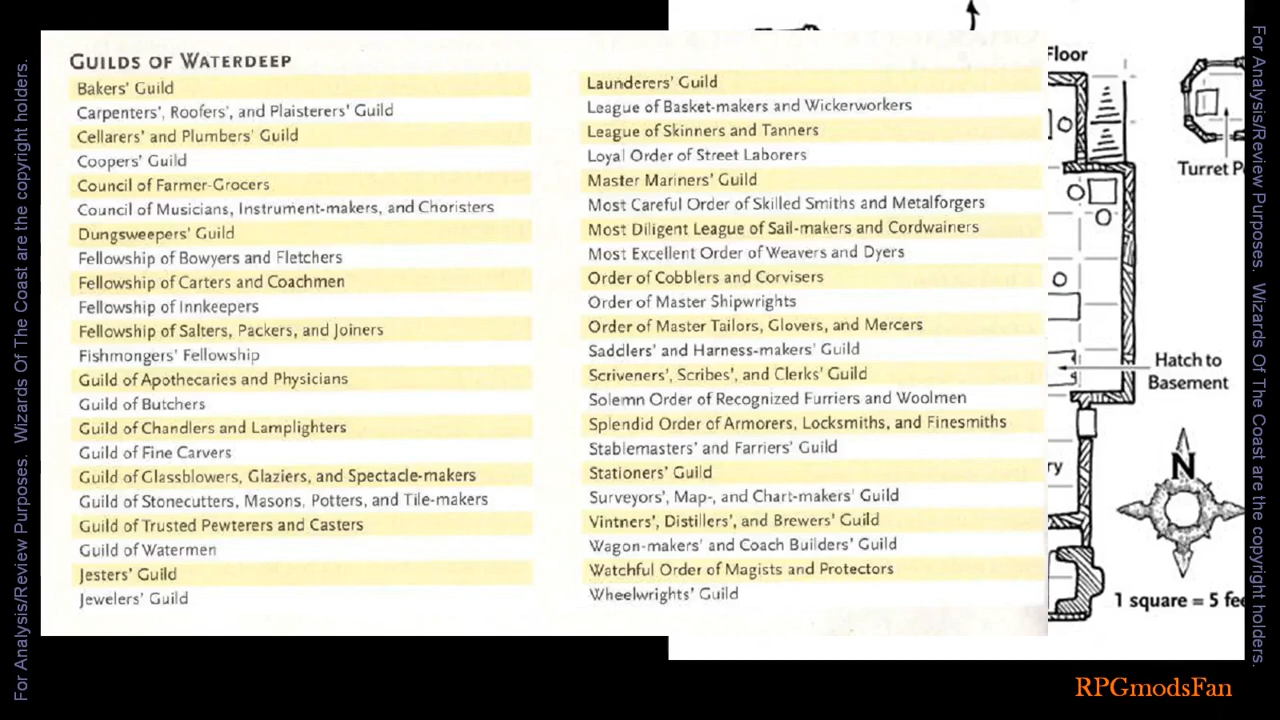 GUILDS OF WATERDEEP
Bakers' Guild
Carpenters', Roofers', and Plaisterers' Guild
Cellarers' and Plumbers' Guild
Coopers' Guild
Council of Farmer-Grocers
Council of Musicians, Instrument-makers, and Choristers
Dungsweepers' Guild
Fellowship of Bowyers and Fletchers
Fellowship of Carters and Coachmen
Fellowship of Innkeepers
Fellowship of Salters, Packers, and Joiners
Fishmongers' Fellowship
Guild of Apothecaries and Physicians
Guild of Butchers
Guild of Chandlers and Lamplighters
Guild of Fine Carvers
Guild of Glassblowers, Glaziers, and Spectacle-makers
Guild of Stonecutters, Masons, Potters, and Tile-makers
Guild of Trusted Pewterers and Casters
Guild of Watermen
Jesters' Guild
Jewelers' Guild
Launderers' Guild
League of Basket-makers and Wickerworkers
League of Skinners and Tanners
Loyal Order of Street Laborers
Master Mariners' Guild
Most Careful Order of Skilled Smiths and Metalforgers
Most Diligent League of Sail-makers and Cordwainers
Most Excellent Order of Weavers and Dyers
Order of Cobblers and Corvisers
Order of Master Shipwrights
Order of Master Tailors, Glovers, and Mercers
Saddlers' and Harness-makers' Guild
Scriveners', Scribes', and Clerks' Guild
Solemn Order of Recognized Furriers and Woolmen
Splendid Order of Armorers, Locksmiths, and Finesmiths
Stablemasters' and Farriers' Guild
Stationers' Guild
Surveyors', Map-, and Chart-makers' Guild
Vintners', Distillers', and Brewers' Guild
Wagon-makers' and Coach Builders' Guild
Watchful Order of Magists and Protectors
Wheelwrights' Guild
Floor
Turret
Hatch to
Basement
N
1 square = 5
For Analysis/Review Purposes. Wizards Of The Coast are the copyright holders.
For Analysis/Review Purposes. Wizards Of The Coast are the copyright holders.
RPGmodsFan